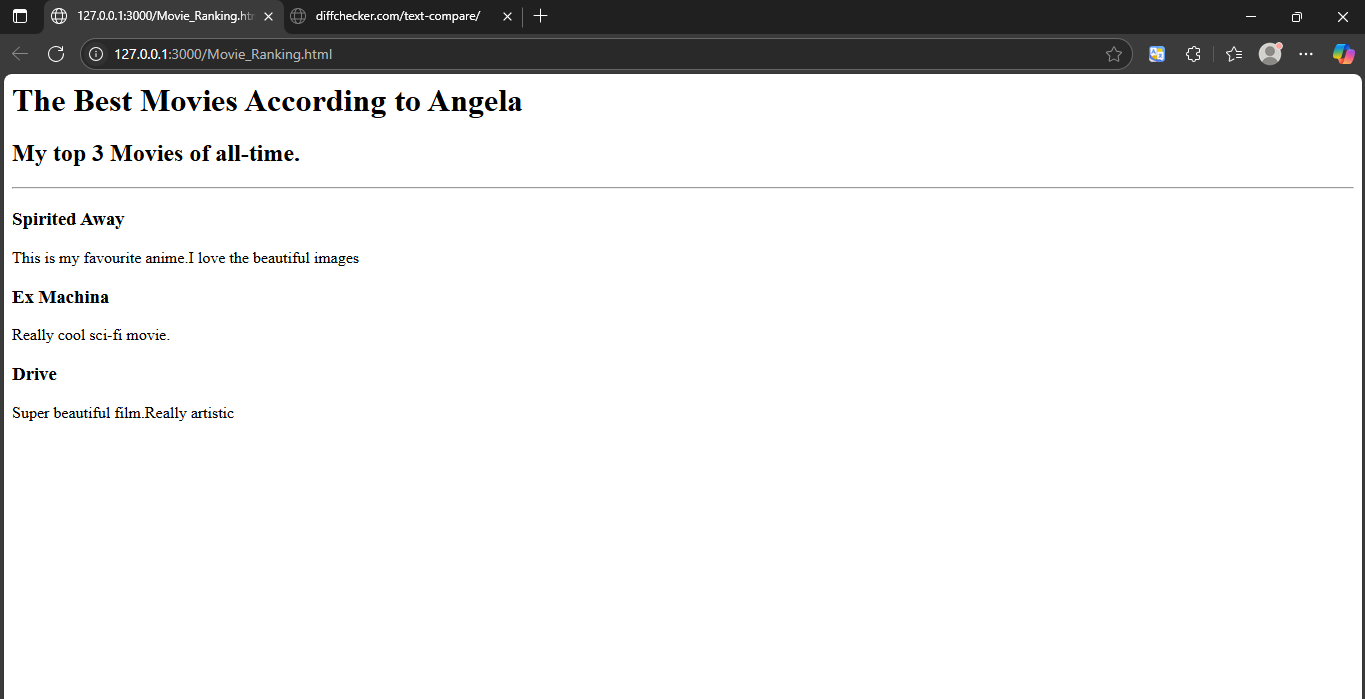 127.0.0.1:3000/Movie_Ranking.htm
diffchecker.com/text-compare/
127.0.0.1:3000/Movie_Ranking.html
The Best Movies According to Angela
My top 3 Movies of all-time.
Spirited Away
This is my favourite anime.I love the beautiful images
Ex Machina
Really cool sci-fi movie.
Drive
Super beautiful film.Really artistic